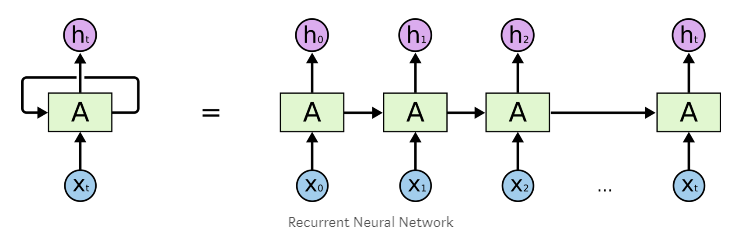 hₜ h₀ h₁ h₂ hₜ
A = A A A A
xₜ x₀ x₁ x₂ ... xₜ
Recurrent Neural Network